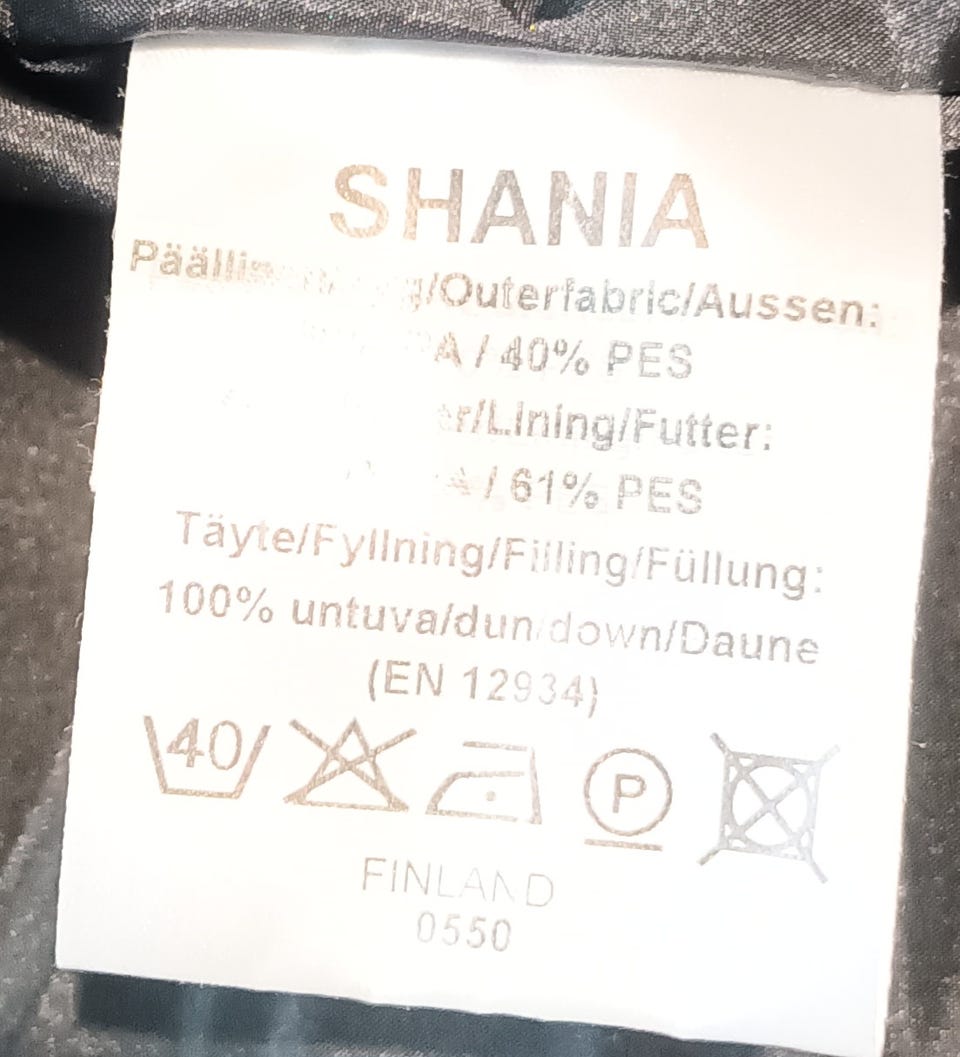 SHANIA
/Outerfabric/Aussen:
/ 40% PES
/Lining/Futter:
/ 61% PES
Täyte/Fyllning/Filling/Füllung:
100% untuva/dun/down/Daune
(EN 12934)
40 P
FINLAND
0550